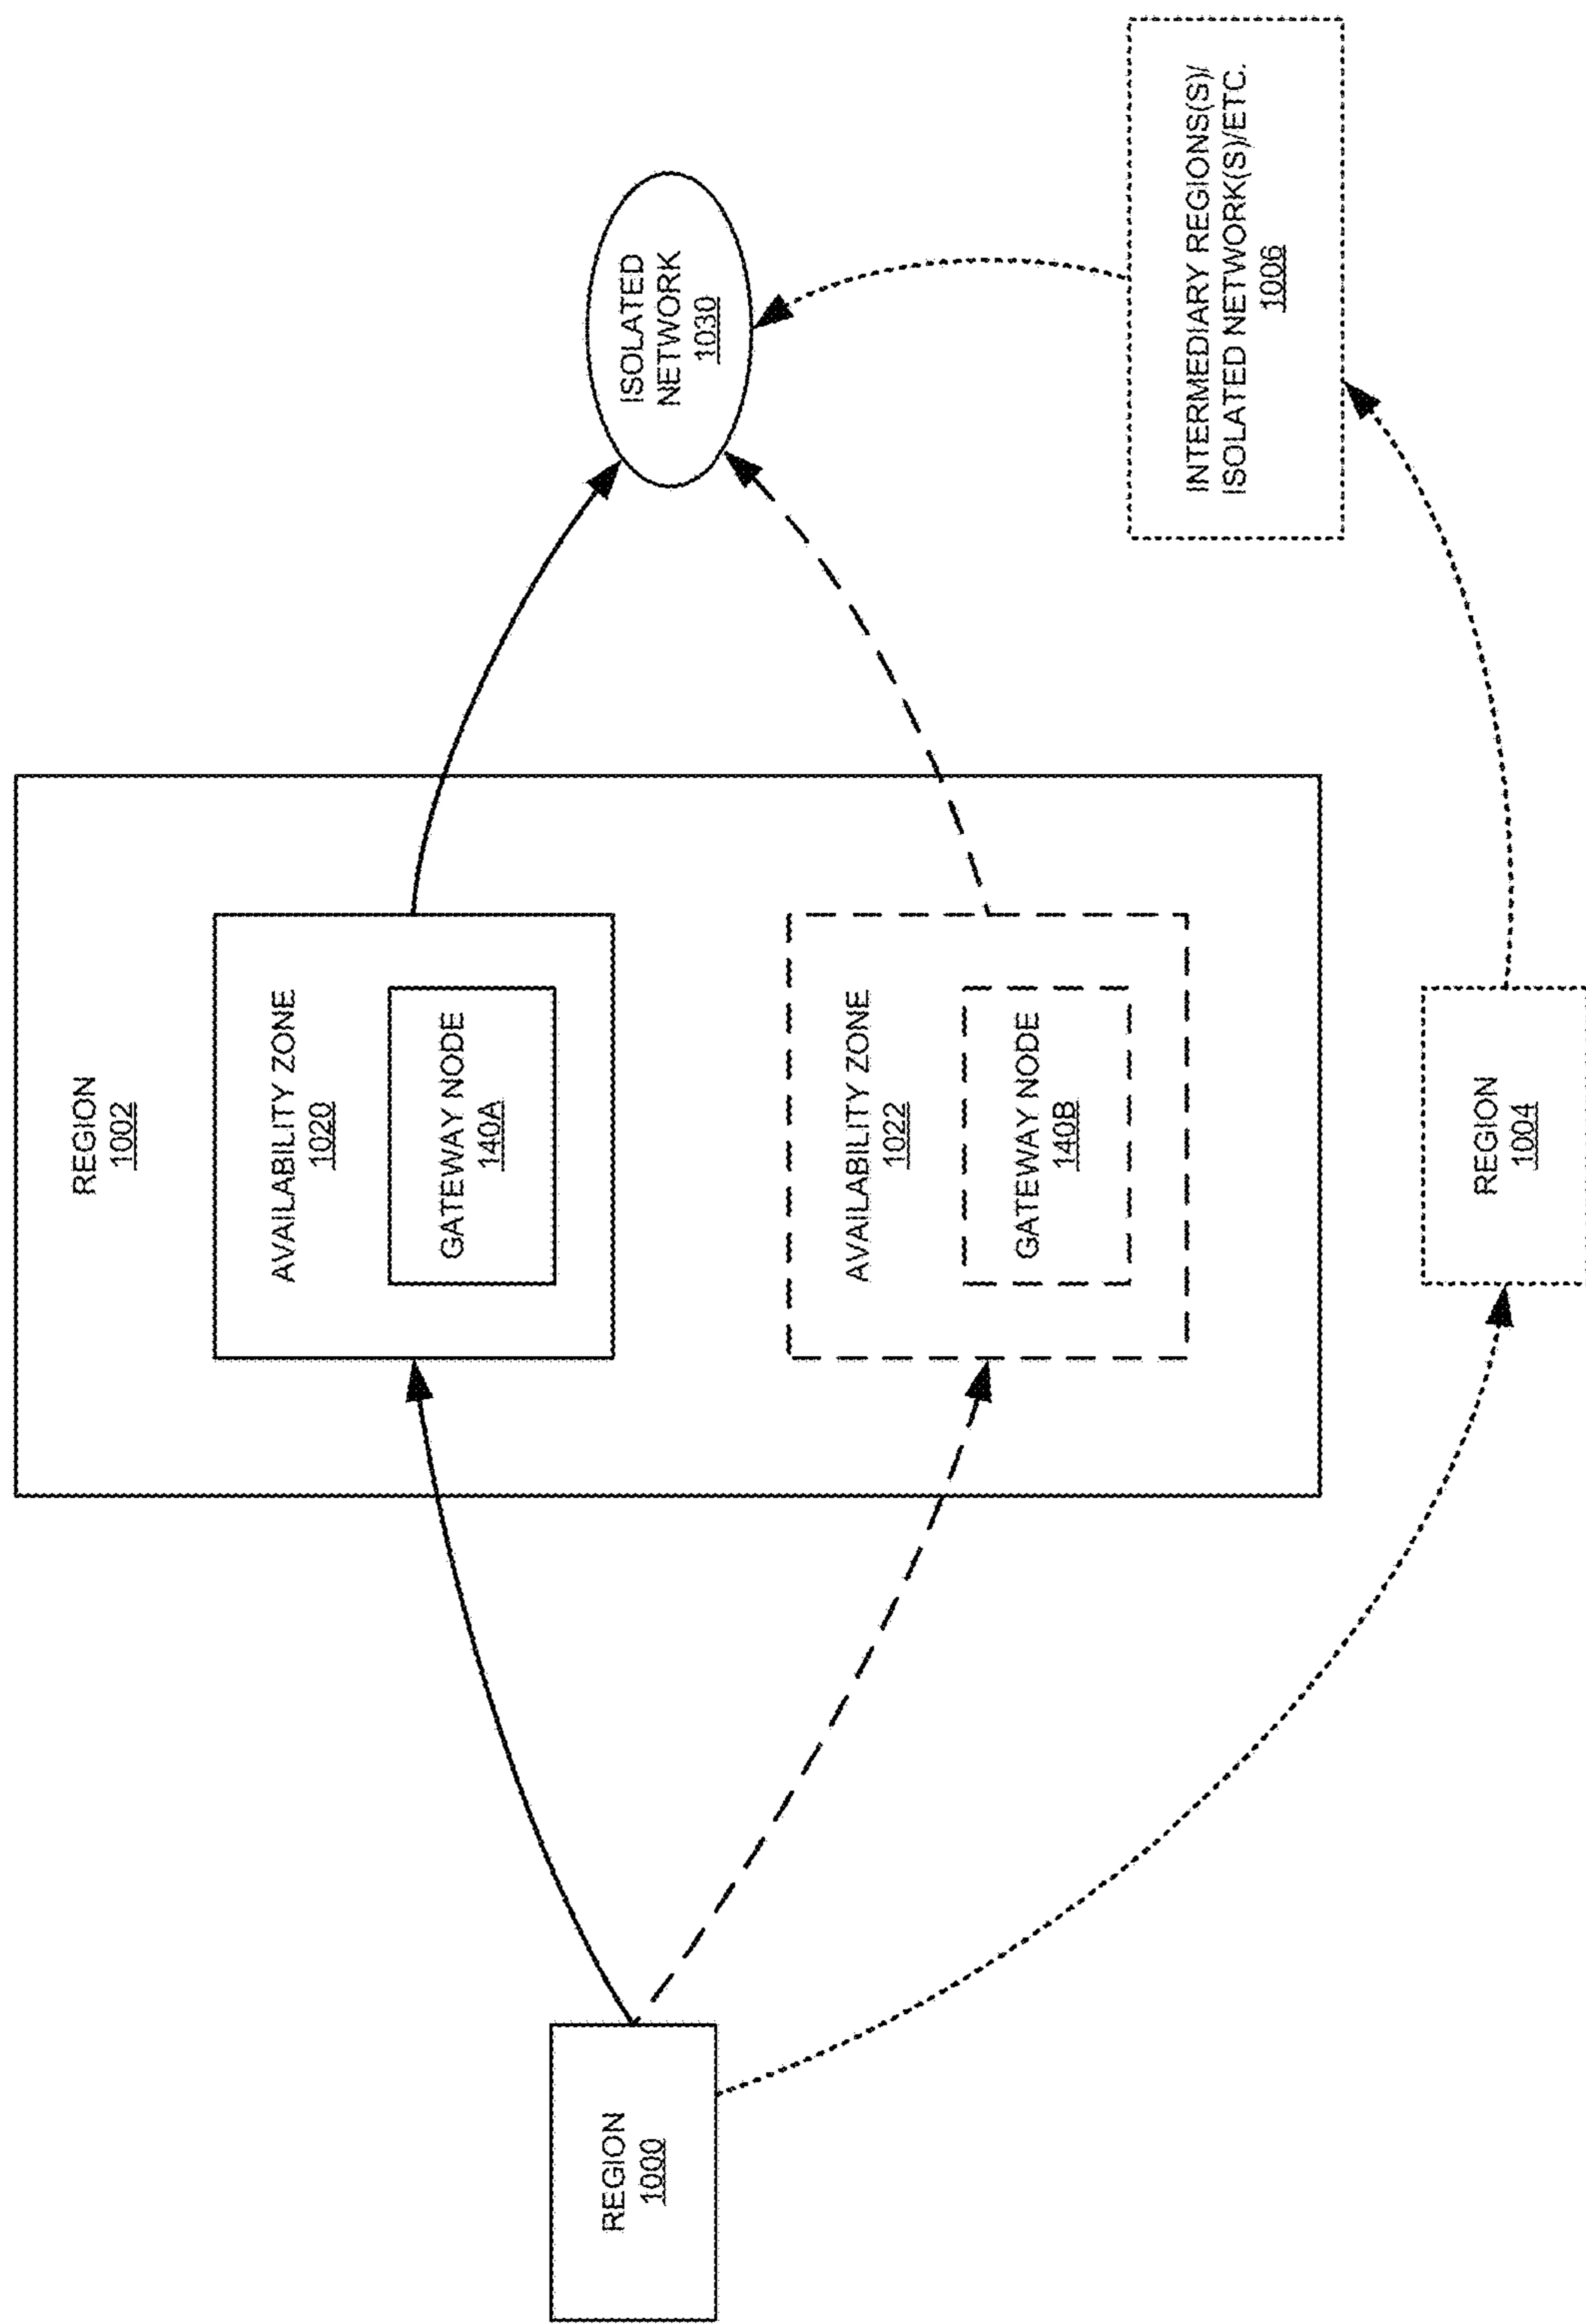 REGION
1000
REGION
1002
AVAILABILITY ZONE
1020
GATEWAY NODE
140A
AVAILABILITY ZONE
1022
GATEWAY NODE
140B
REGION
1004
ISOLATED
NETWORK
1030
INTERMEDIARY REGIONS(S)/
ISOLATED NETWORK(S)/ETC.
1006